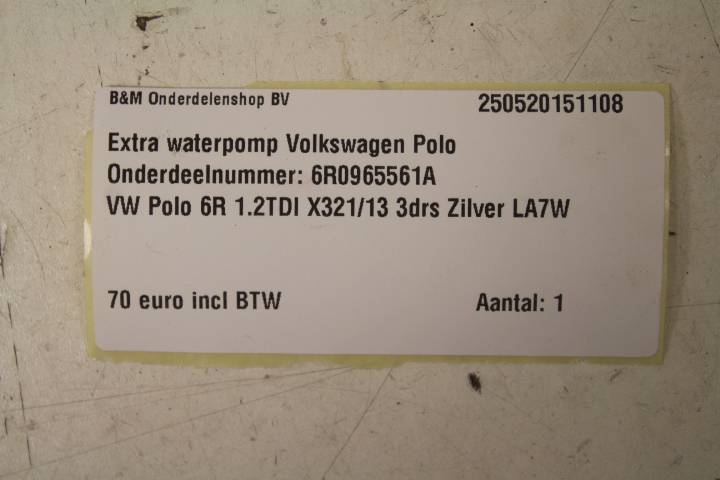 B&M Onderdelenshop BV 250520151108
Extra waterpomp Volkswagen Polo
Onderdeelnummer: 6R0965561A
VW Polo 6R 1.2TDI X321/13 3drs Zilver LA7W
70 euro incl BTW Aantal: 1